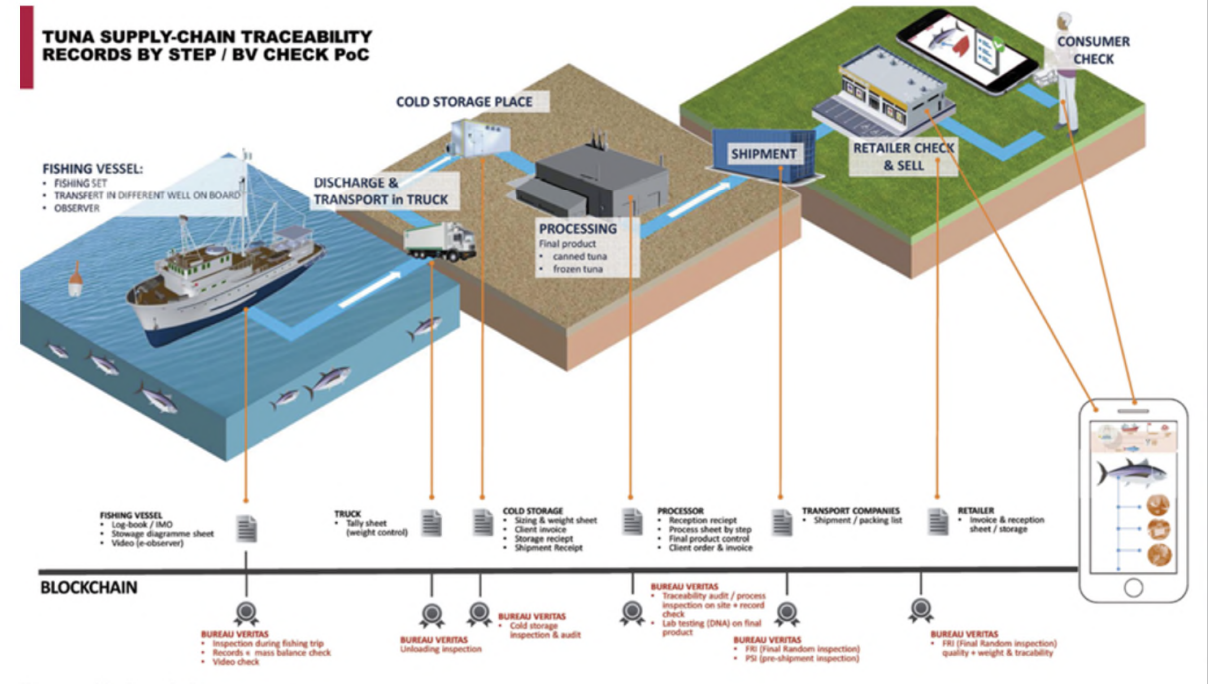 TUNA SUPPLY-CHAIN TRACEABILITY
RECORDS BY STEP / BV CHECK PoC
CONSUMER
CHECK
COLD STORAGE PLACE
SHIPMENT
RETAILER CHECK
& SELL
FISHING VESSEL:
• FISHING SET
• TRANSFERT IN DIFFERENT WELL ON BOARD
• OBSERVER
DISCHARGE &
TRANSPORT in TRUCK
PROCESSING
Final product
• canned tuna
• frozen tuna
FISHING VESSEL
• Log-book / IMO
• Stowage diagramme sheet
• Video (e-observer)
TRUCK
• Tally sheet
(weight control)
COLD STORAGE
• Sizing & weight sheet
• Client invoice
• Storage reciept
• Shipment Receipt
PROCESSOR
• Reception reciept
• Process sheet by step
• Final product control
• Client order & invoice
TRANSPORT COMPANIES
• Shipment / packing list
RETAILER
• Invoice & reception
sheet / storage
BLOCKCHAIN
BUREAU VERITAS
• Inspection during fishing trip
• Records + mass balance check
• Video check
BUREAU VERITAS
Unloading inspection
BUREAU VERITAS
• Cold storage
inspection & audit
BUREAU VERITAS
• Traceability audit / process
inspection on site + record
check
• Lab testing (DNA) on final
product
BUREAU VERITAS
• FRI (Final Random inspection)
• PSI (pre-shipment inspection)
BUREAU VERITAS
• FRI (Final Random inspection)
quality + weight & tracability